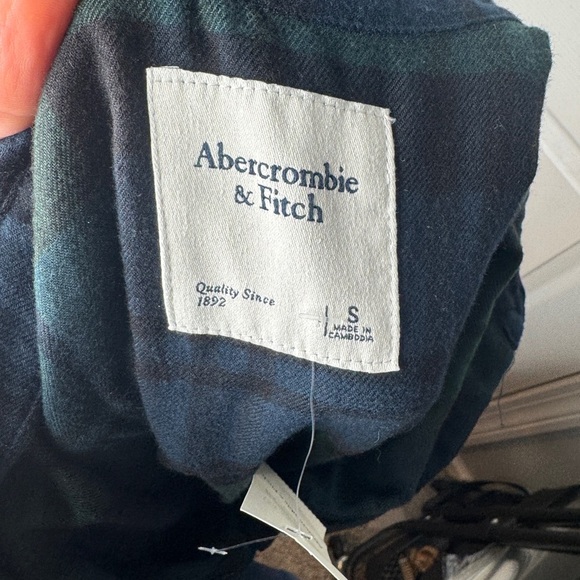 Abercrombie
& Fitch
Quality Since
1892
S
MADE IN
CAMBODIA